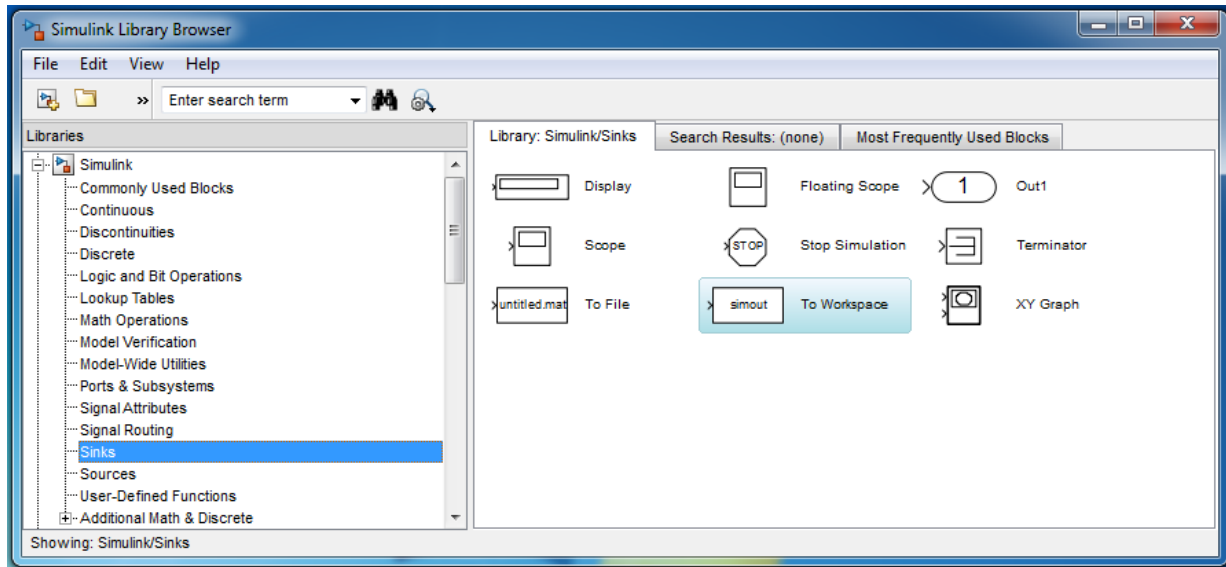 Simulink Library Browser
File Edit View Help
» Enter search term
Libraries
Simulink
Commonly Used Blocks
Continuous
Discontinuities
Discrete
Logic and Bit Operations
Lookup Tables
Math Operations
Model Verification
Model-Wide Utilities
Ports & Subsystems
Signal Attributes
Signal Routing
Sinks
Sources
User-Defined Functions
Additional Math & Discrete
Library: Simulink/Sinks Search Results: (none) Most Frequently Used Blocks
Display Floating Scope 1 Out1
Scope STOP Stop Simulation Terminator
untitled.mat To File simout To Workspace XY Graph
Showing: Simulink/Sinks